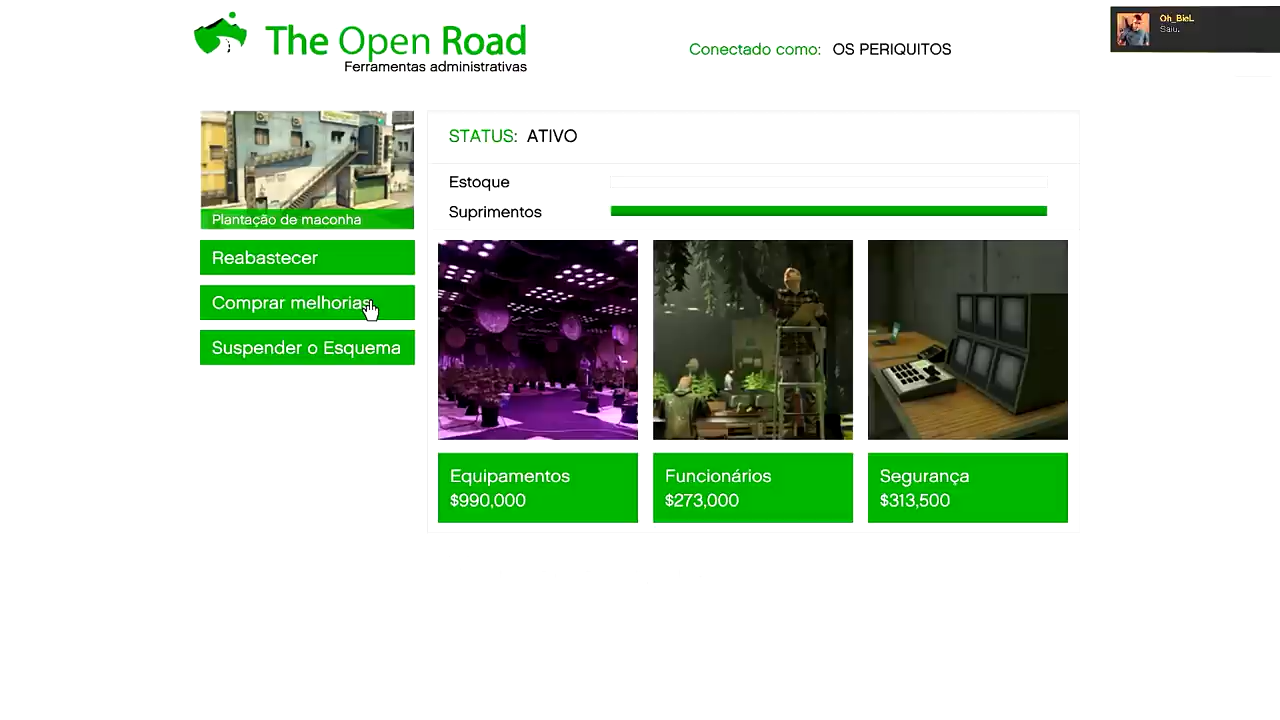 The Open Road
Ferramentas administrativas
Conectado como: OS PERIQUITOS
Oh_BieL
Saiu.
Plantação de maconha
Reabastecer
Comprar melhorias
Suspender o Esquema
STATUS: ATIVO
Estoque
Suprimentos
Equipamentos
$990,000
Funcionários
$273,000
Segurança
$313,500